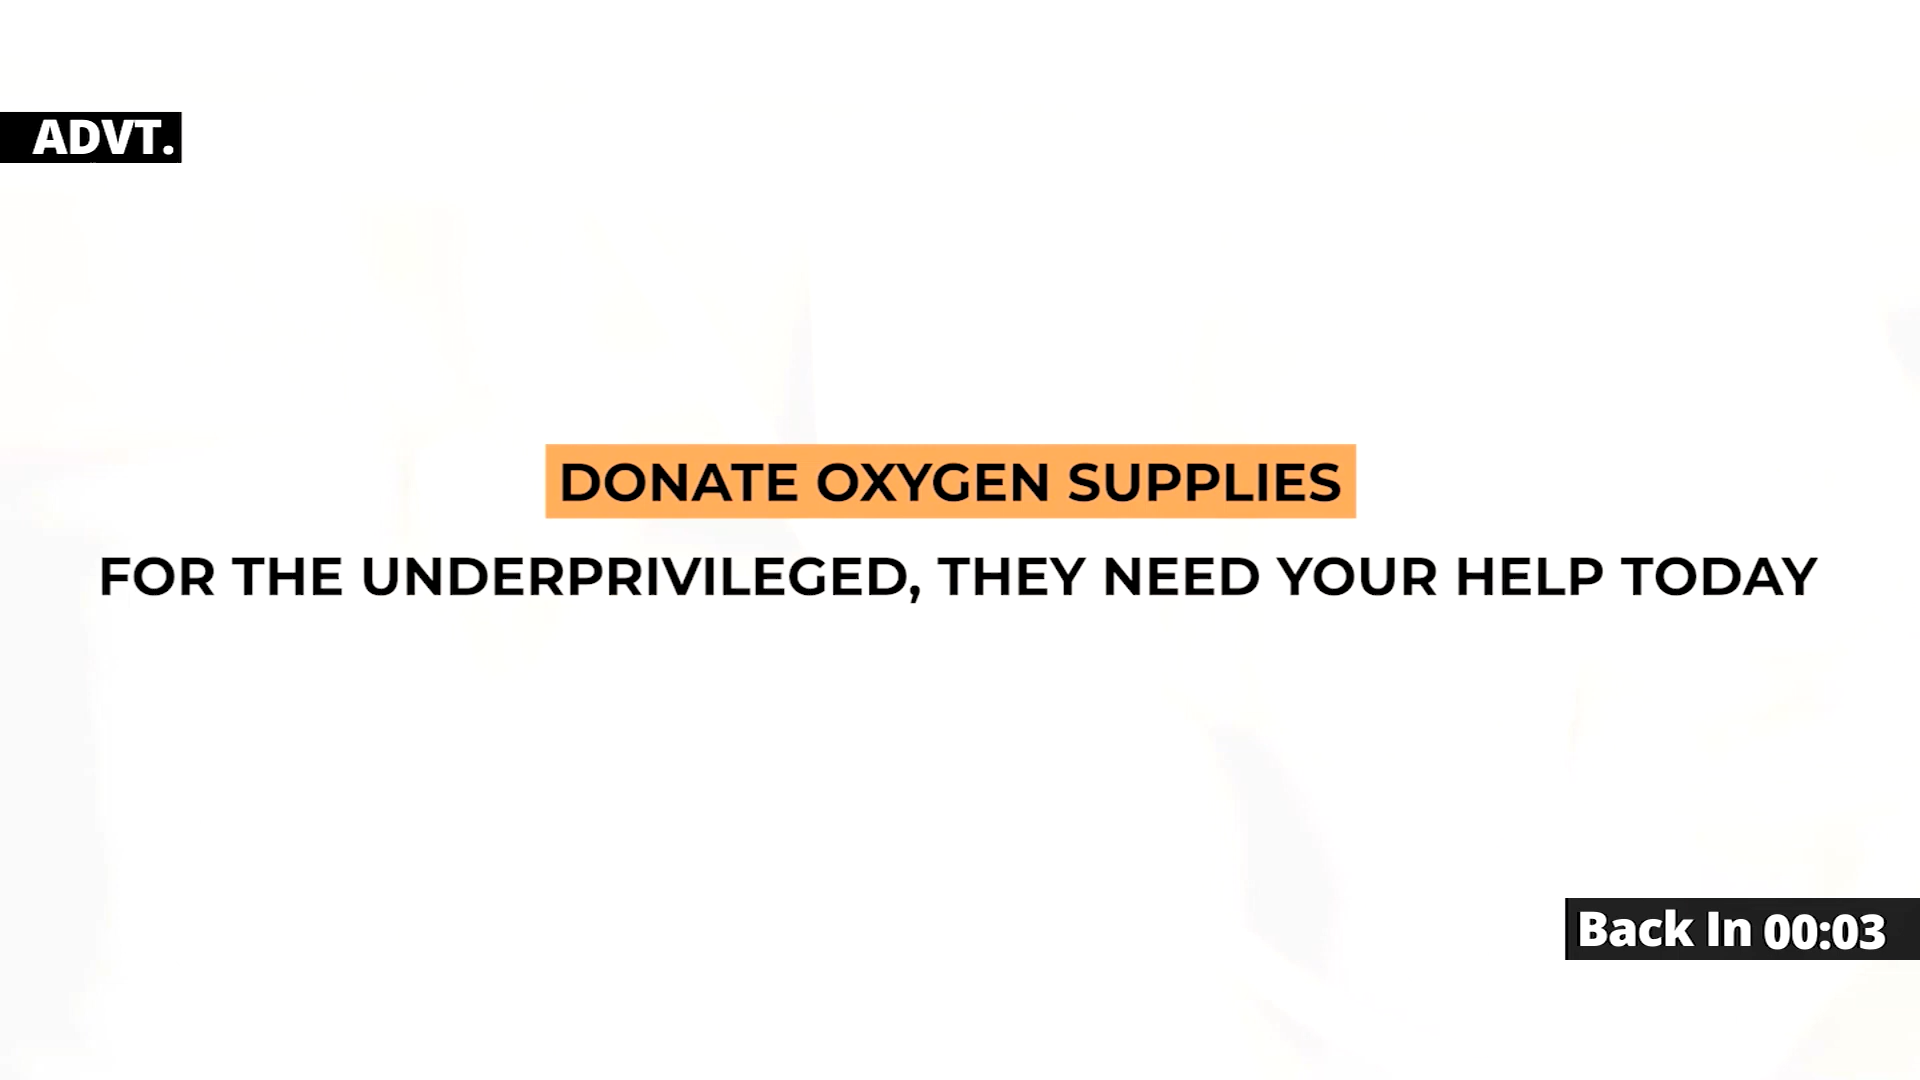 ADVT.
DONATE OXYGEN SUPPLIES
FOR THE UNDERPRIVILEGED, THEY NEED YOUR HELP TODAY
Back In 00:03